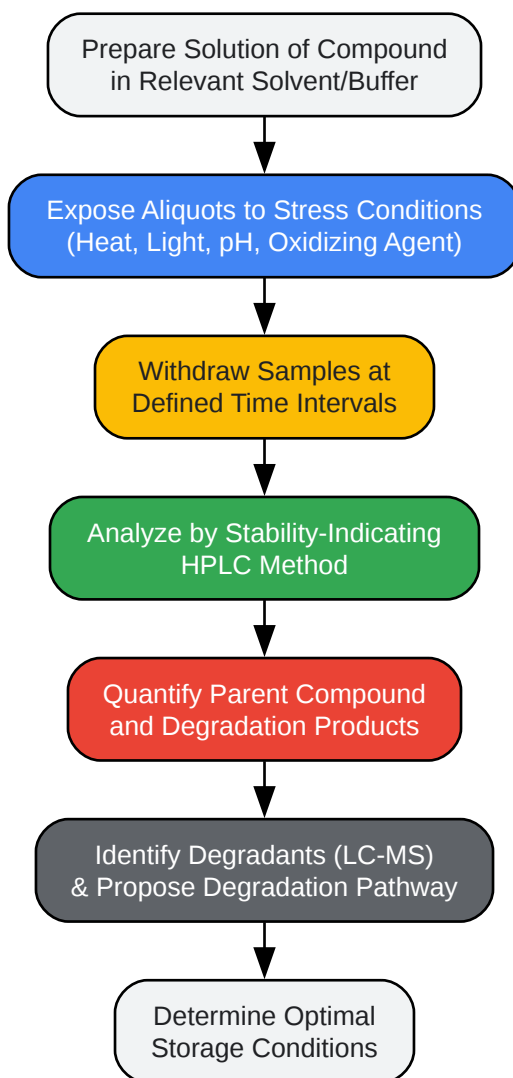 Prepare Solution of Compound
in Relevant Solvent/Buffer
Expose Aliquots to Stress Conditions
(Heat, Light, pH, Oxidizing Agent)
Withdraw Samples at
Defined Time Intervals
Analyze by Stability-Indicating
HPLC Method
Quantify Parent Compound
and Degradation Products
Identify Degradants (LC-MS)
& Propose Degradation Pathway
Determine Optimal
Storage Conditions